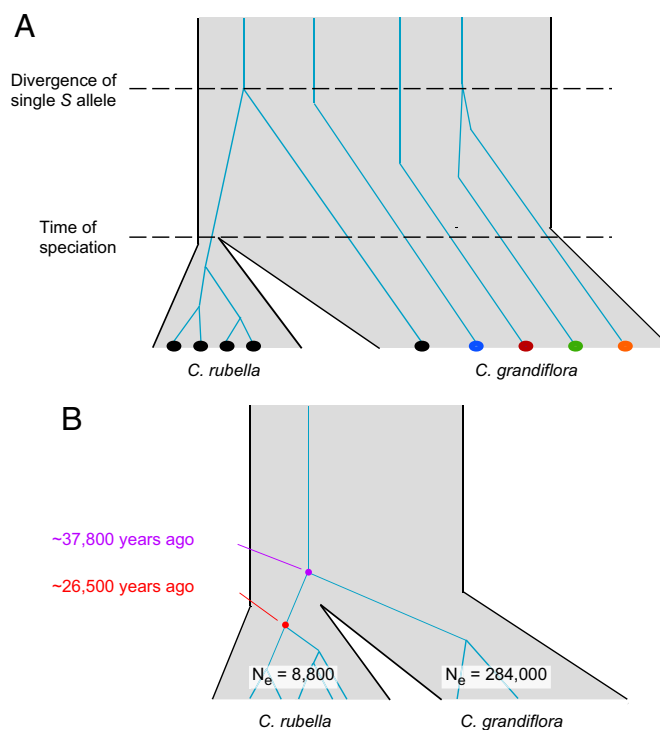 A
Divergence of
single S allele
Time of
speciation
C. rubella
C. grandiflora
B
~37,800 years ago
~26,500 years ago
Ne = 8,800
Ne = 284,000
C. rubella
C. grandiflora